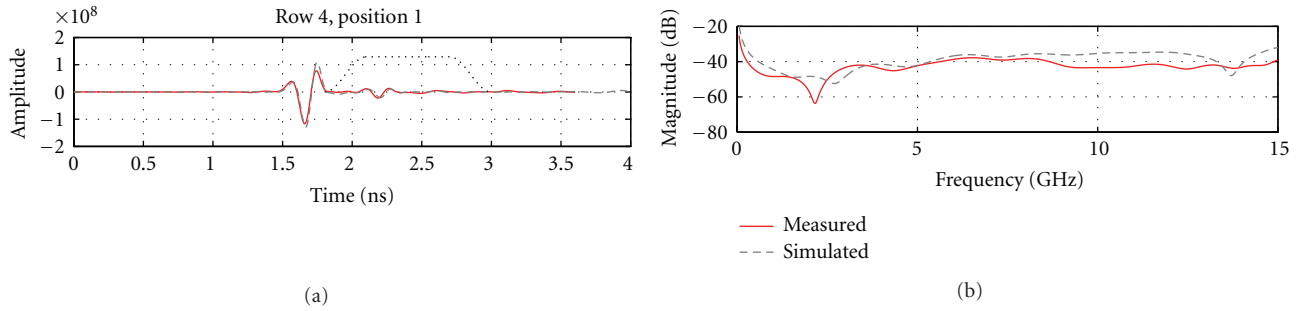 ×10⁸
Row 4, position 1
2
1
0
−1
−2
Amplitude
0 0.5 1 1.5 2 2.5 3 3.5 4
Time (ns)
(a)
−20
−40
−60
−80
Magnitude (dB)
0 5 10 15
Frequency (GHz)
Measured
Simulated
(b)